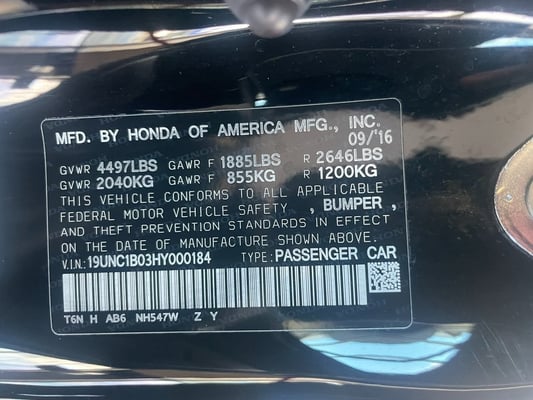 MFD. BY HONDA OF AMERICA MFG., INC.
09/'16
GVWR 4497LBS GAWR F 1885LBS R 2646LBS
GVWR 2040KG GAWR F 855KG R 1200KG
THIS VEHICLE CONFORMS TO ALL APPLICABLE
FEDERAL MOTOR VEHICLE SAFETY , BUMPER ,
AND THEFT PREVENTION STANDARDS IN EFFECT
ON THE DATE OF MANUFACTURE SHOWN ABOVE.
V.I.N.:19UNC1B03HY000184 TYPE:PASSENGER CAR
T6N H AB6 NH547W Z Y